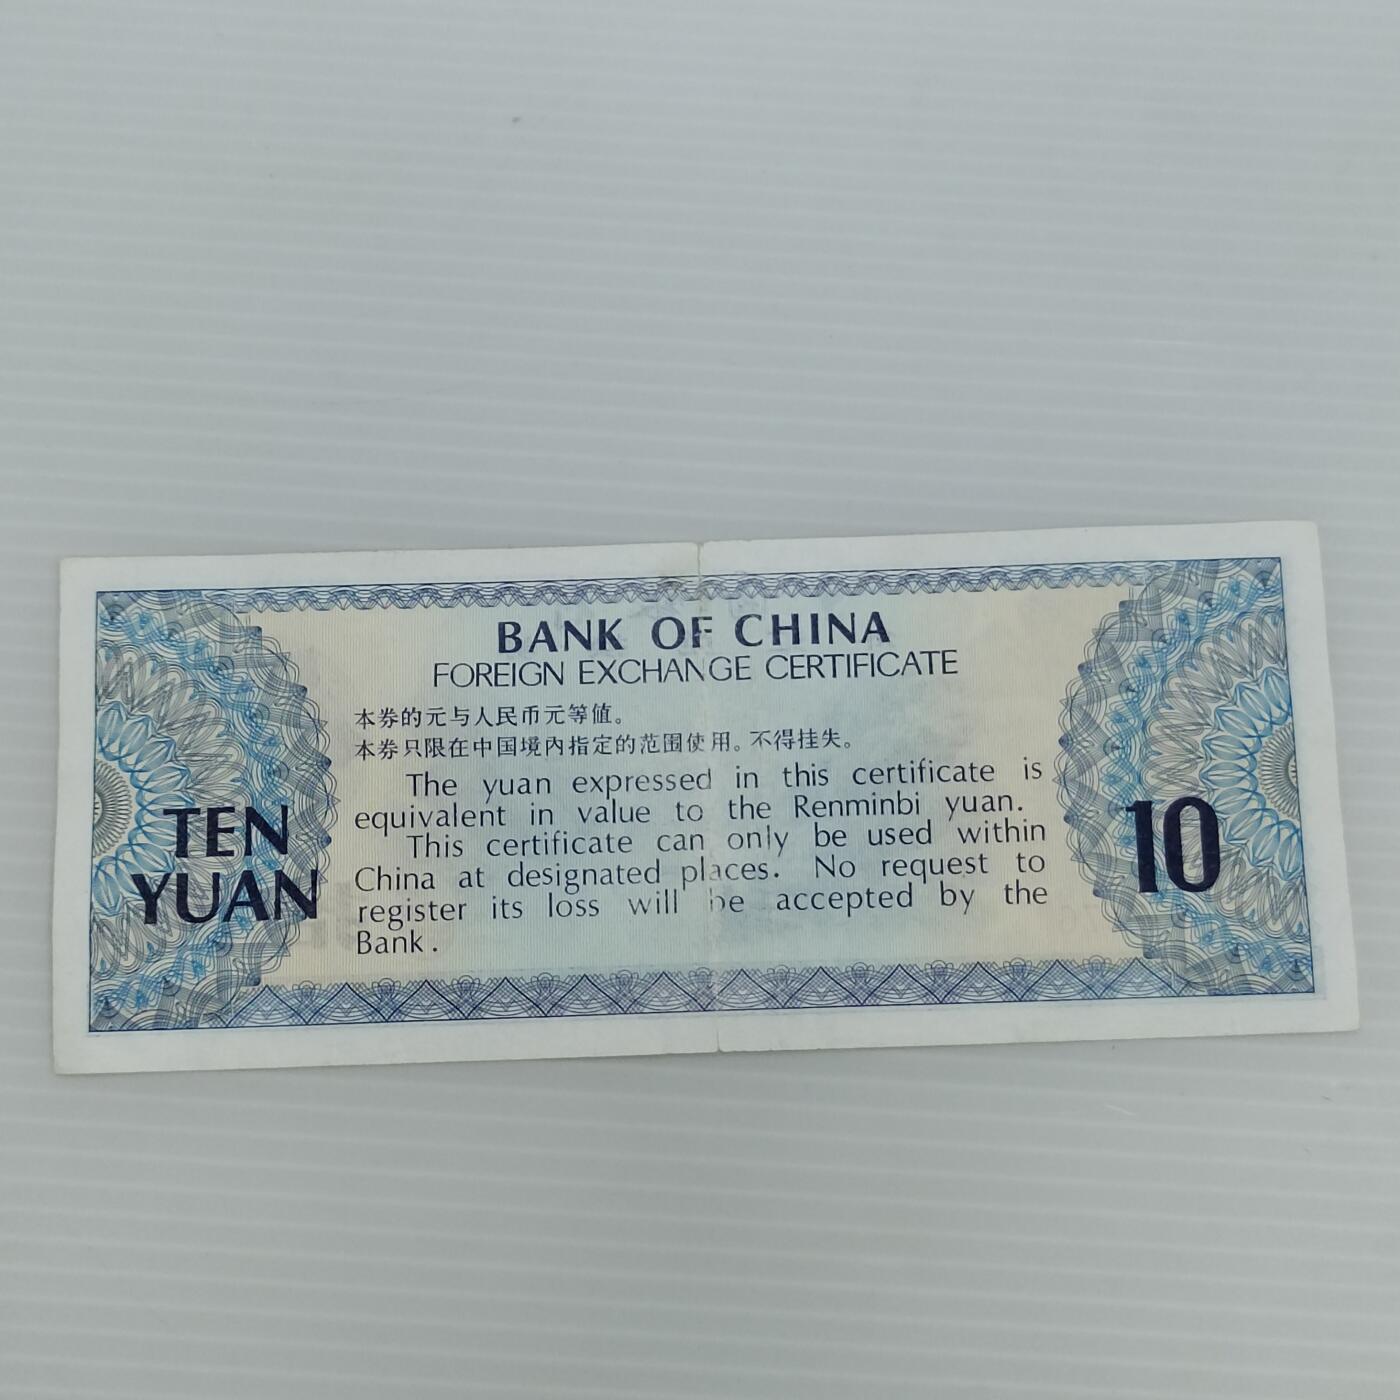 BANK OF CHINA
FOREIGN EXCHANGE CERTIFICATE
本券的元与人民币元等值。
本券只限在中国境内指定的范围使用。不得挂失。
The yuan expressed in this certificate is
equivalent in value to the Renminbi yuan.
This certificate can only be used within
China at designated places. No request to
register its loss will be accepted by the
Bank.
TEN
YUAN
10